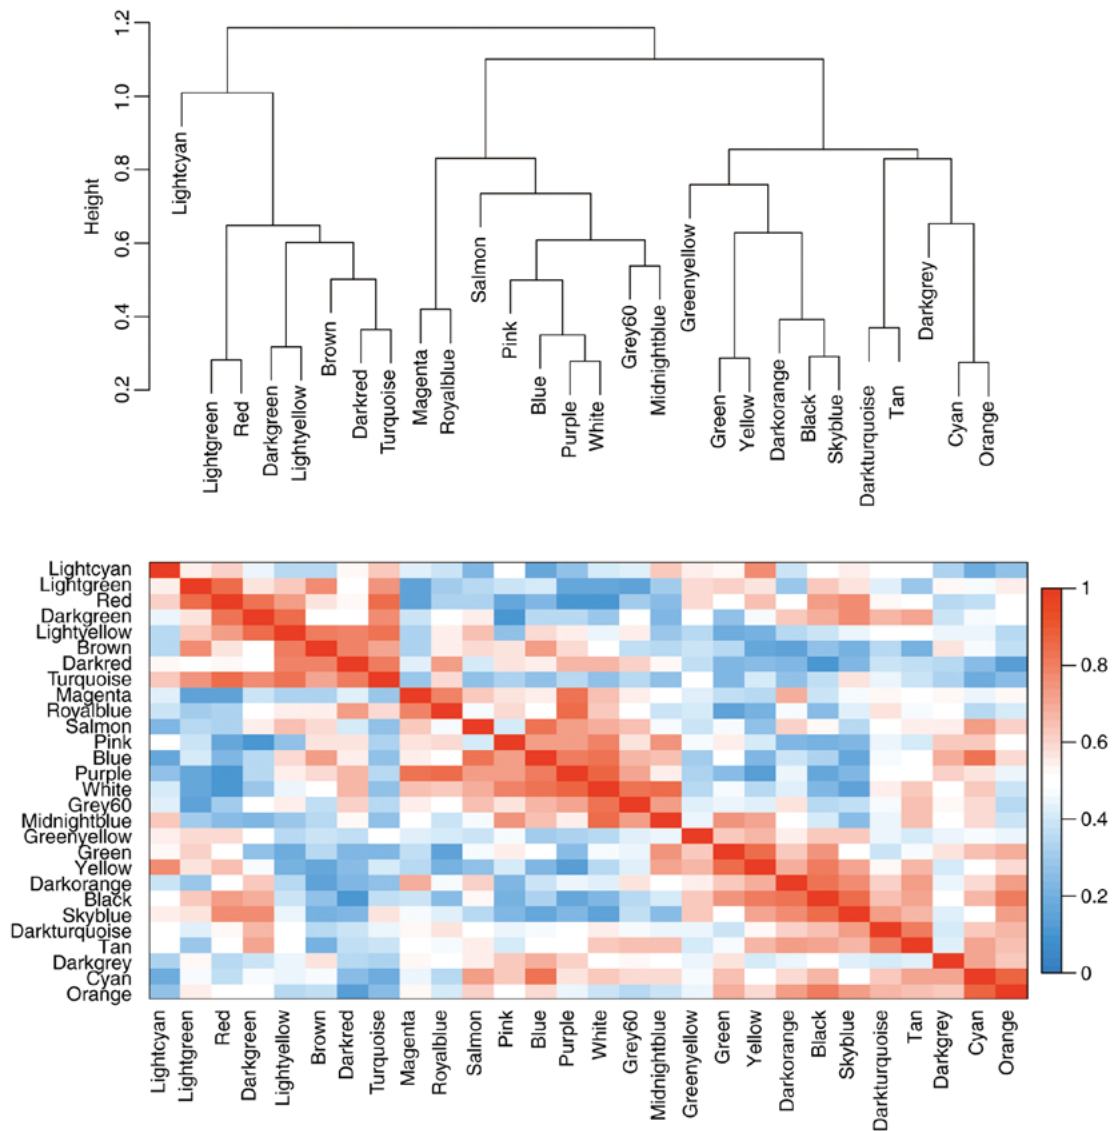 1.2
1.0
0.8
0.6
0.4
0.2
Height
Lightcyan
Lightgreen
Red
Darkgreen
Lightyellow
Brown
Darkred
Turquoise
Magenta
Royalblue
Salmon
Pink
Blue
Purple
White
Grey60
Midnightblue
Greenyellow
Green
Yellow
Darkorange
Black
Skyblue
Darkturquoise
Tan
Darkgrey
Cyan
Orange
Lightcyan
Lightgreen
Red
Darkgreen
Lightyellow
Brown
Darkred
Turquoise
Magenta
Royalblue
Salmon
Pink
Blue
Purple
White
Grey60
Midnightblue
Greenyellow
Green
Yellow
Darkorange
Black
Skyblue
Darkturquoise
Tan
Darkgrey
Cyan
Orange
1
0.8
0.6
0.4
0.2
0
Lightcyan
Lightgreen
Red
Darkgreen
Lightyellow
Brown
Darkred
Turquoise
Magenta
Royalblue
Salmon
Pink
Blue
Purple
White
Grey60
Midnightblue
Greenyellow
Green
Yellow
Darkorange
Black
Skyblue
Darkturquoise
Tan
Darkgrey
Cyan
Orange